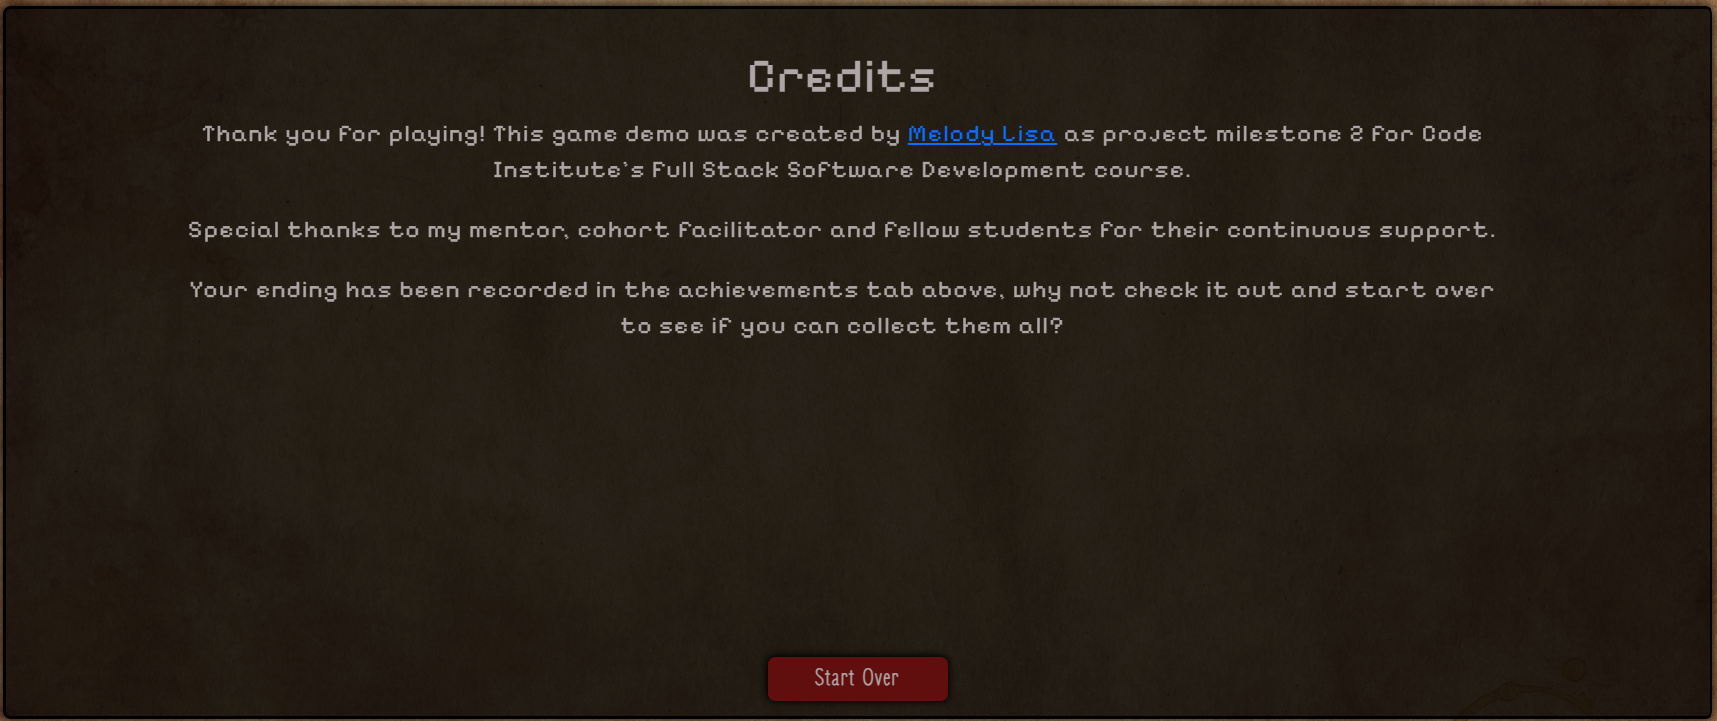 Credits
Thank you for playing! This game demo was created by Melody Lisa as project milestone 2 for Code
Institute's Full Stack Software Development course.
Special thanks to my mentor, cohort facilitator and fellow students for their continuous support.
Your ending has been recorded in the achievements tab above, why not check it out and start over
to see if you can collect them all?
Start Over